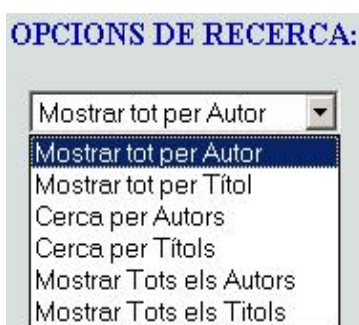 OPCIONS DE RECERCA:
Mostrar tot per Autor
Mostrar tot per Autor
Mostrar tot per Títol
Cerca per Autors
Cerca per Títols
Mostrar Tots els Autors
Mostrar Tots els Titols